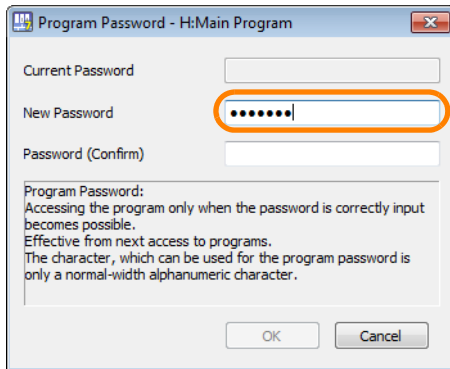 Program Password - H:Main Program
Current Password
New Password
•••••••
Password (Confirm)
Program Password:
Accessing the program only when the password is correctly input
becomes possible.
Effective from next access to programs.
The character, which can be used for the program password is
only a normal-width alphanumeric character.
OK
Cancel